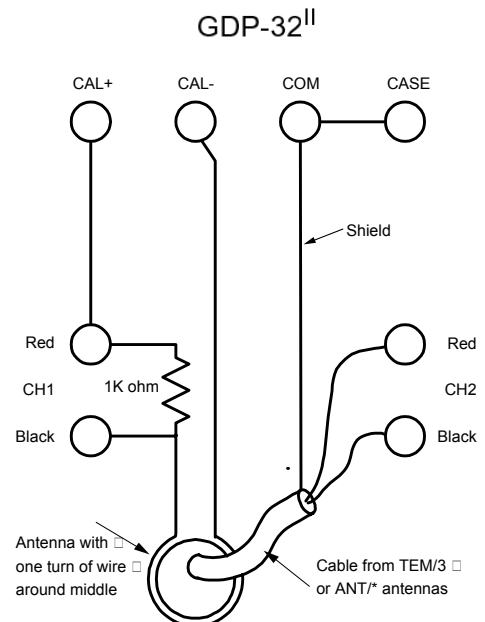 GDP-32II
CAL+ CAL- COM CASE
Shield
Red Red
CH1 1K ohm CH2
Black Black
Antenna with □
one turn of wire □
around middle
Cable from TEM/3 □
or ANT/* antennas